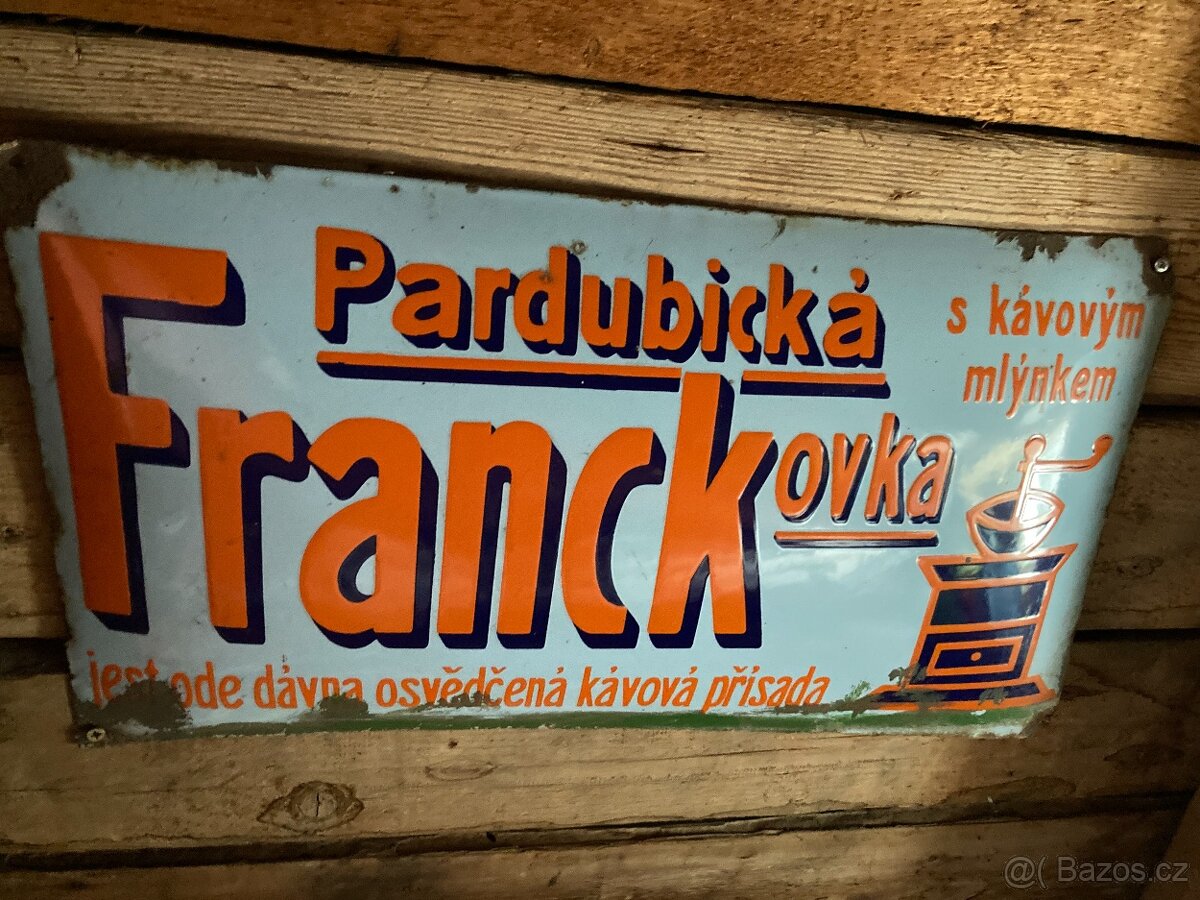 Pardubická
Franckovka
s kávovým
mlýnkem
jest ode dávna osvědčená kávová přísada
@( Bazos.cz